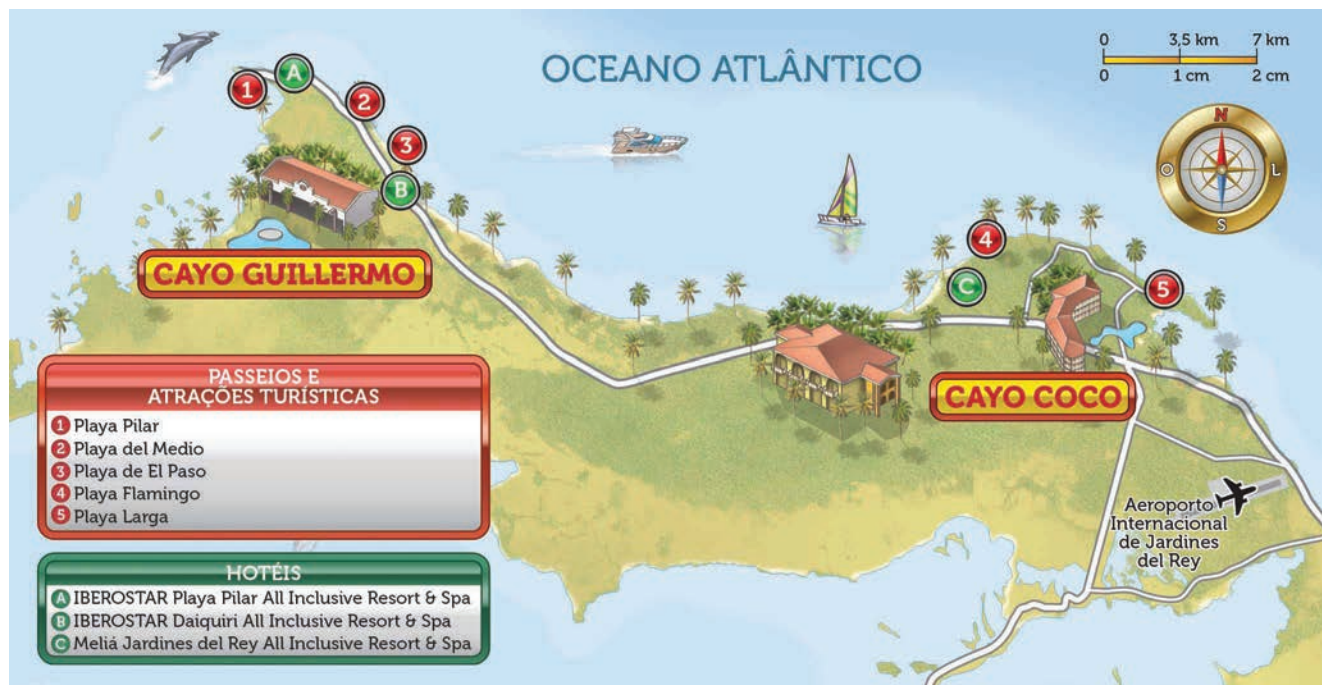 OCEANO ATLÂNTICO
0 3,5 km 7 km
0 1 cm 2 cm
N
O
L
S
1
A
2
3
B
4
C
5
CAYO GUILLERMO
CAYO COCO
PASSEIOS E
ATRAÇÕES TURÍSTICAS
1 Playa Pilar
2 Playa del Medio
3 Playa de El Paso
4 Playa Flamingo
5 Playa Larga
HOTÉIS
A IBEROSTAR Playa Pilar All Inclusive Resort & Spa
B IBEROSTAR Daiquiri All Inclusive Resort & Spa
C Meliá Jardines del Rey All Inclusive Resort & Spa
Aeroporto
Internacional
de Jardines
del Rey